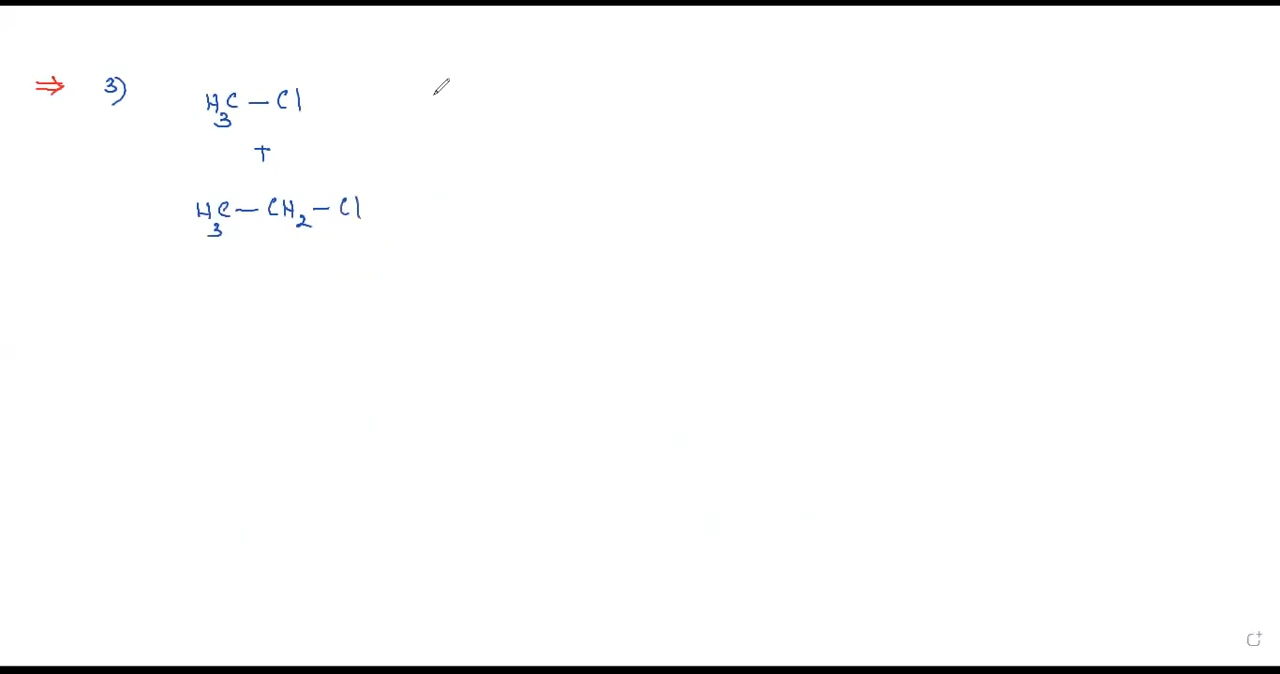 ⇒ 3) H₃C – Cl
+
H₃C – CH₂ – Cl